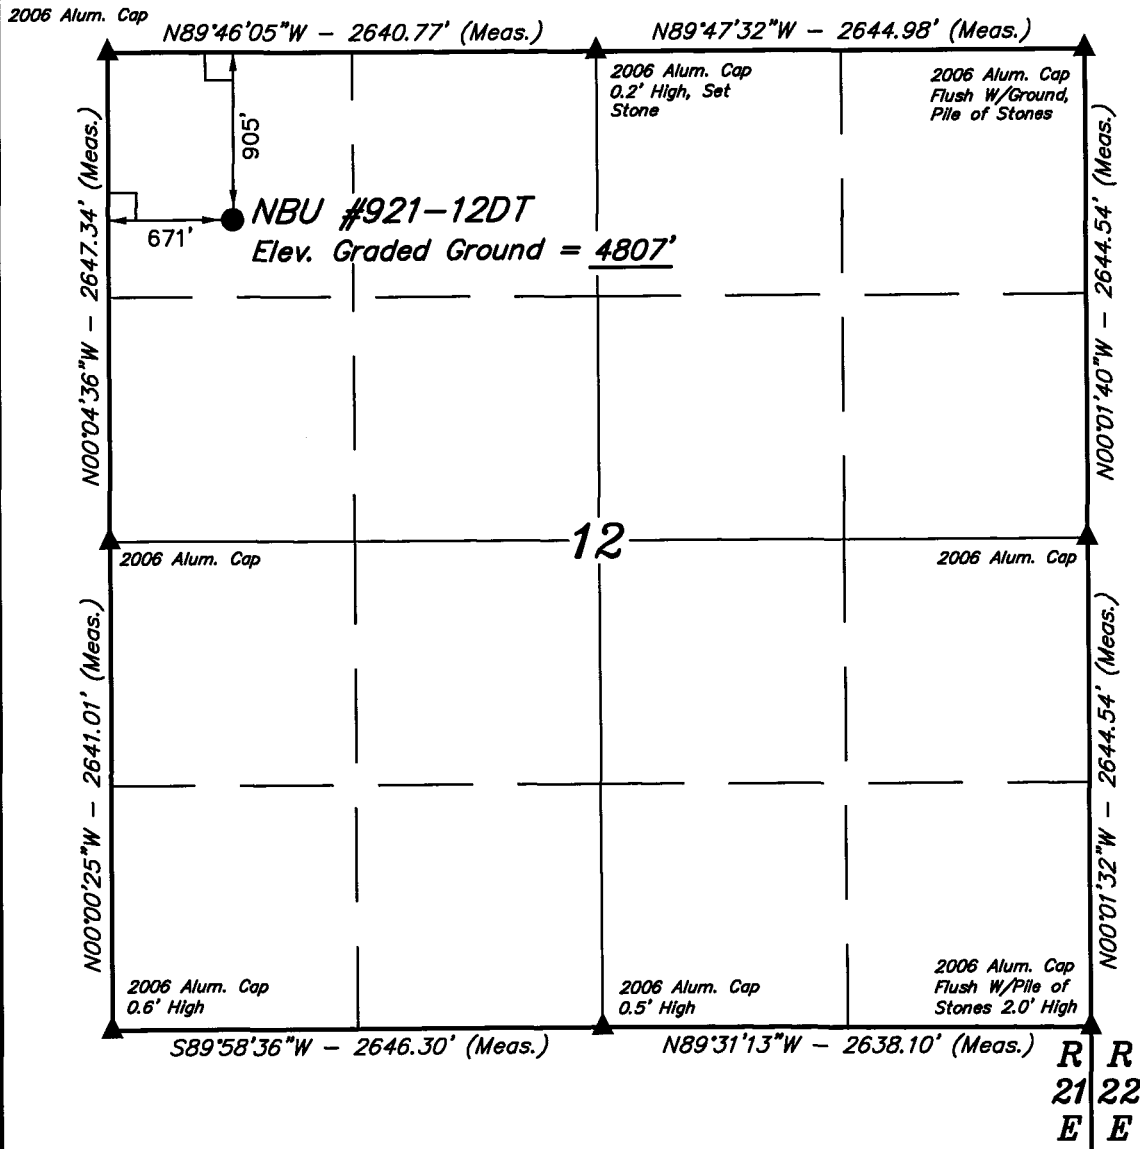 2006 Alum. Cap
N89°46'05"W - 2640.77' (Meas.)
N89°47'32"W - 2644.98' (Meas.)
2006 Alum. Cap
0.2' High, Set
Stone
2006 Alum. Cap
Flush W/Ground,
Pile of Stones
905'
671'
NBU #921-12DT
Elev. Graded Ground = 4807'
N00°04'36"W - 2647.34' (Meas.)
N00°01'40"W - 2644.54' (Meas.)
12
2006 Alum. Cap
2006 Alum. Cap
N00°00'25"W - 2641.01' (Meas.)
N00°01'32"W - 2644.54' (Meas.)
2006 Alum. Cap
0.6' High
2006 Alum. Cap
0.5' High
2006 Alum. Cap
Flush W/Pile of
Stones 2.0' High
S89°58'36"W - 2646.30' (Meas.)
N89°31'13"W - 2638.10' (Meas.)
R R
21 22
E E